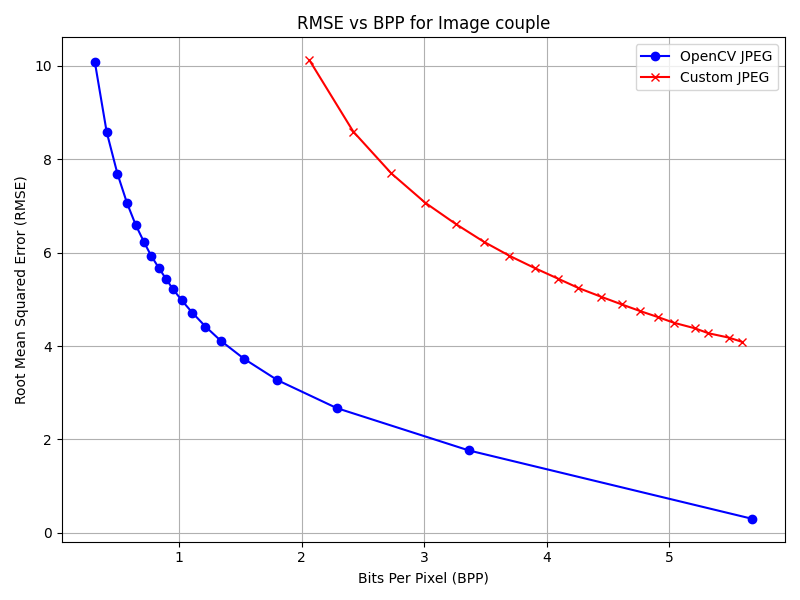 RMSE vs BPP for Image couple
OpenCV JPEG
Custom JPEG
Root Mean Squared Error (RMSE)
10
8
6
4
2
0
1 2 3 4 5
Bits Per Pixel (BPP)